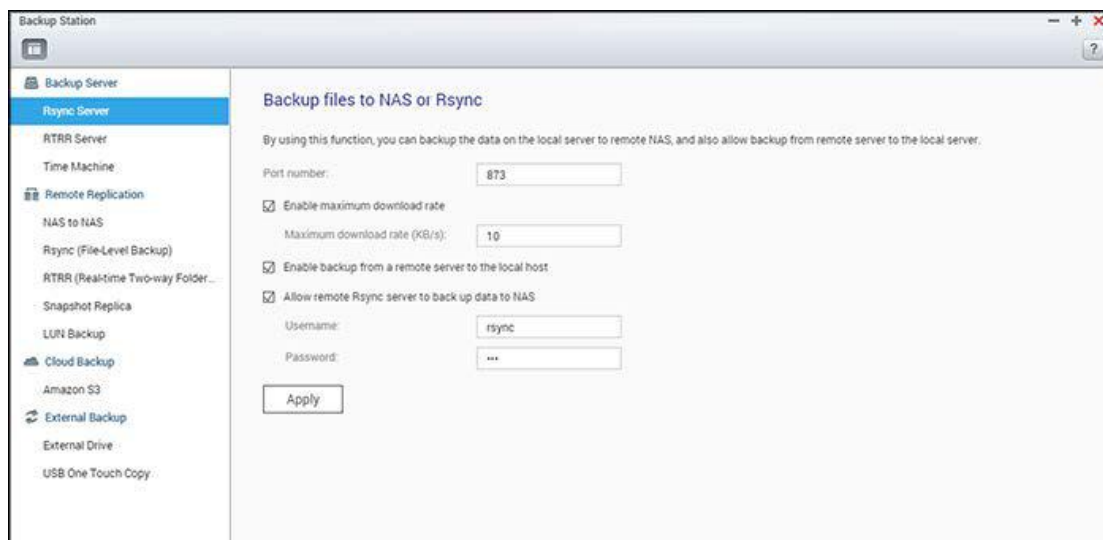 Backup Station
?
Backup Server
Rsync Server
RTRR Server
Time Machine
Remote Replication
NAS to NAS
Rsync (File-Level Backup)
RTRR (Real-time Two-way Folder...
Snapshot Replica
LUN Backup
Cloud Backup
Amazon S3
External Backup
External Drive
USB One Touch Copy
Backup files to NAS or Rsync
By using this function, you can backup the data on the local server to remote NAS, and also allow backup from remote server to the local server.
Port number: 873
Enable maximum download rate
Maximum download rate (KB/s): 10
Enable backup from a remote server to the local host
Allow remote Rsync server to back up data to NAS
Username: rsync
Password: •••
Apply